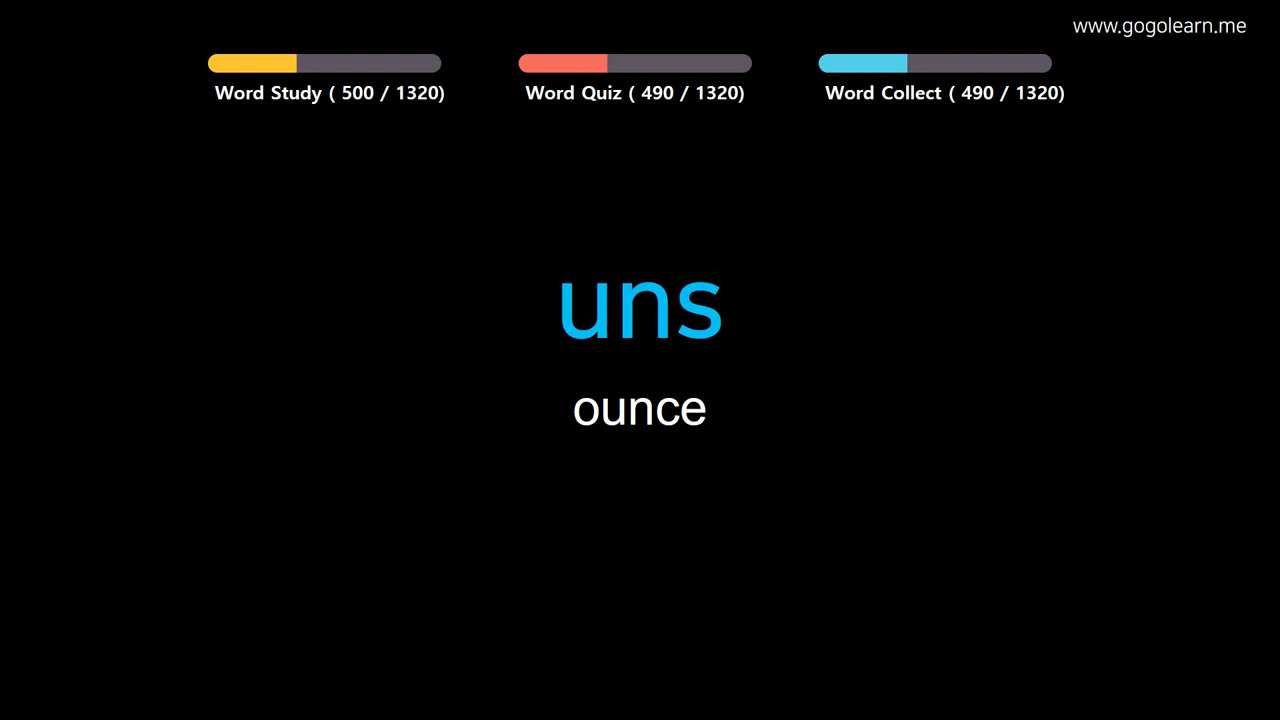 www.gogolearn.me
Word Study ( 500 / 1320)
Word Quiz ( 490 / 1320)
Word Collect ( 490 / 1320)
uns
ounce